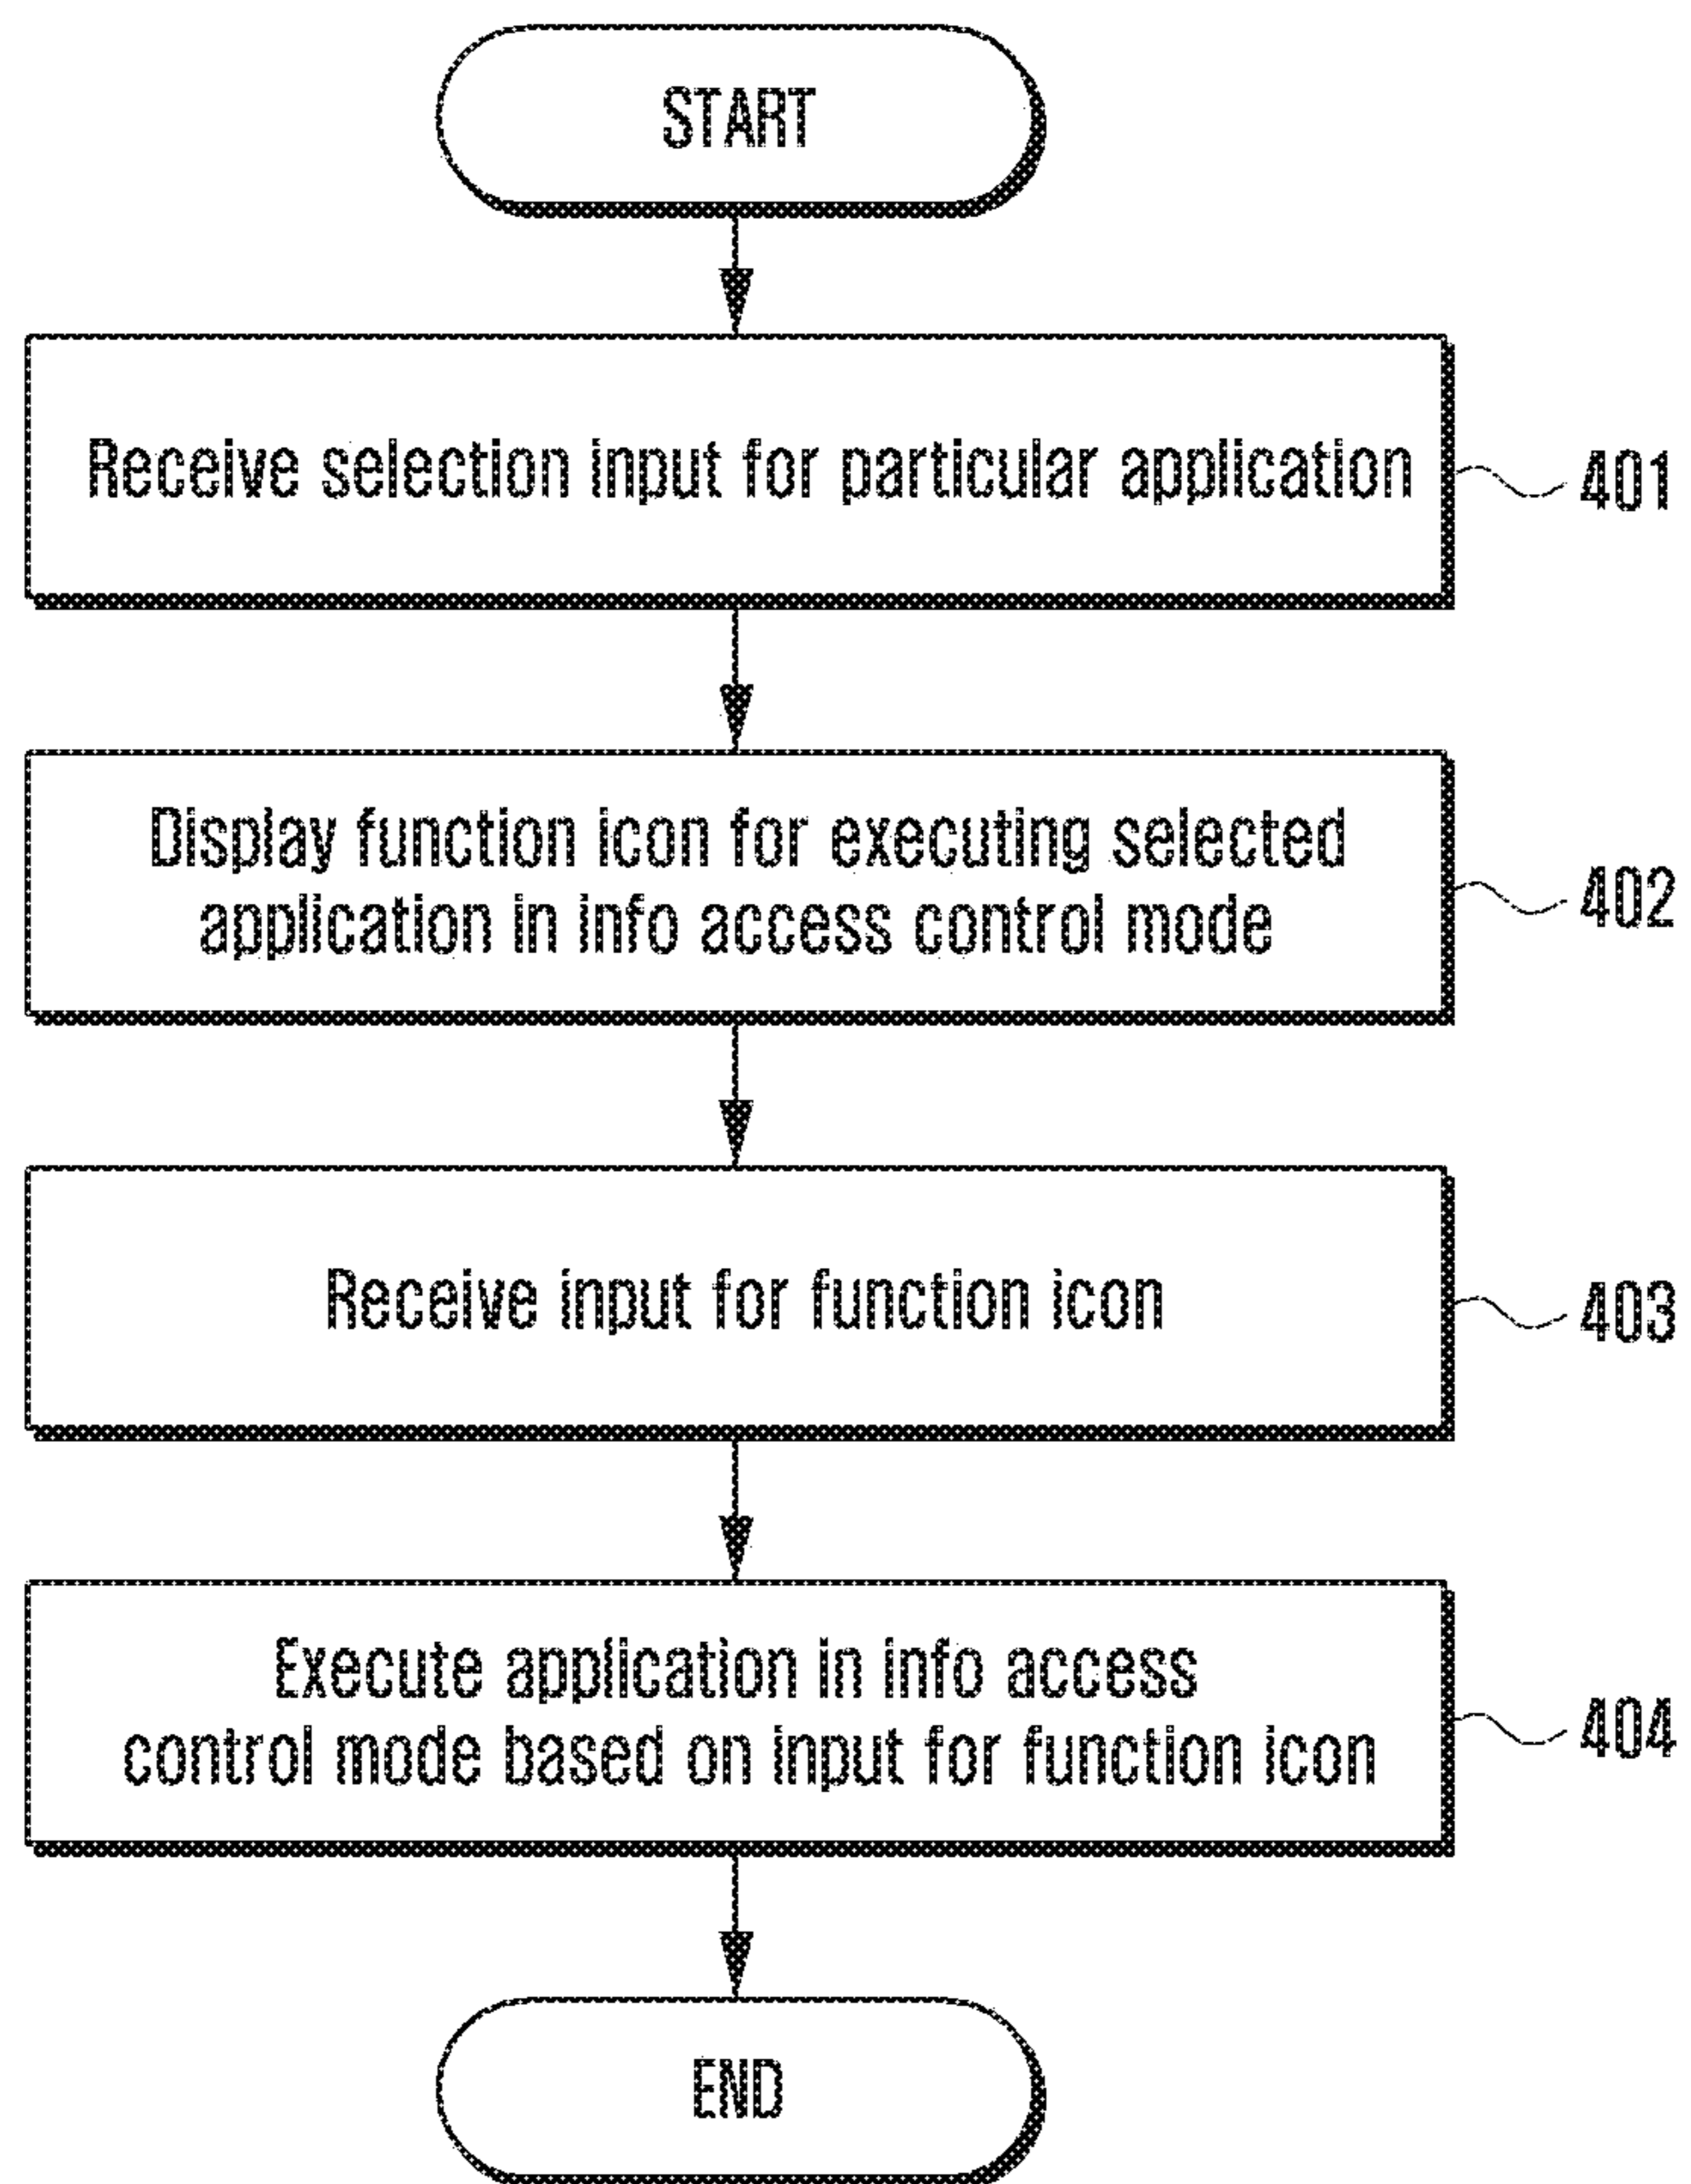 START
Receive selection input for particular application
401
Display function icon for executing selected
application in info access control mode
402
Receive input for function icon
403
Execute application in info access
control mode based on input for function icon
404
END